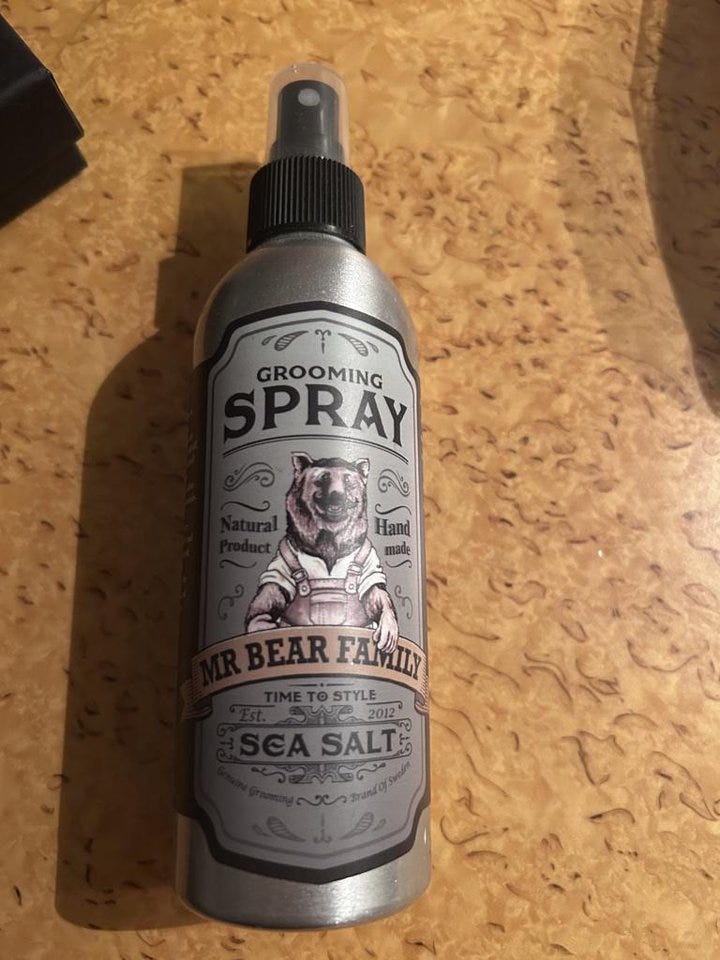 GROOMING
SPRAY
Natural
Product
Hand
made
MR BEAR FAMILY
TIME TO STYLE
Est. 2012
SEA SALT
Genuine Grooming Brand Of Sweden